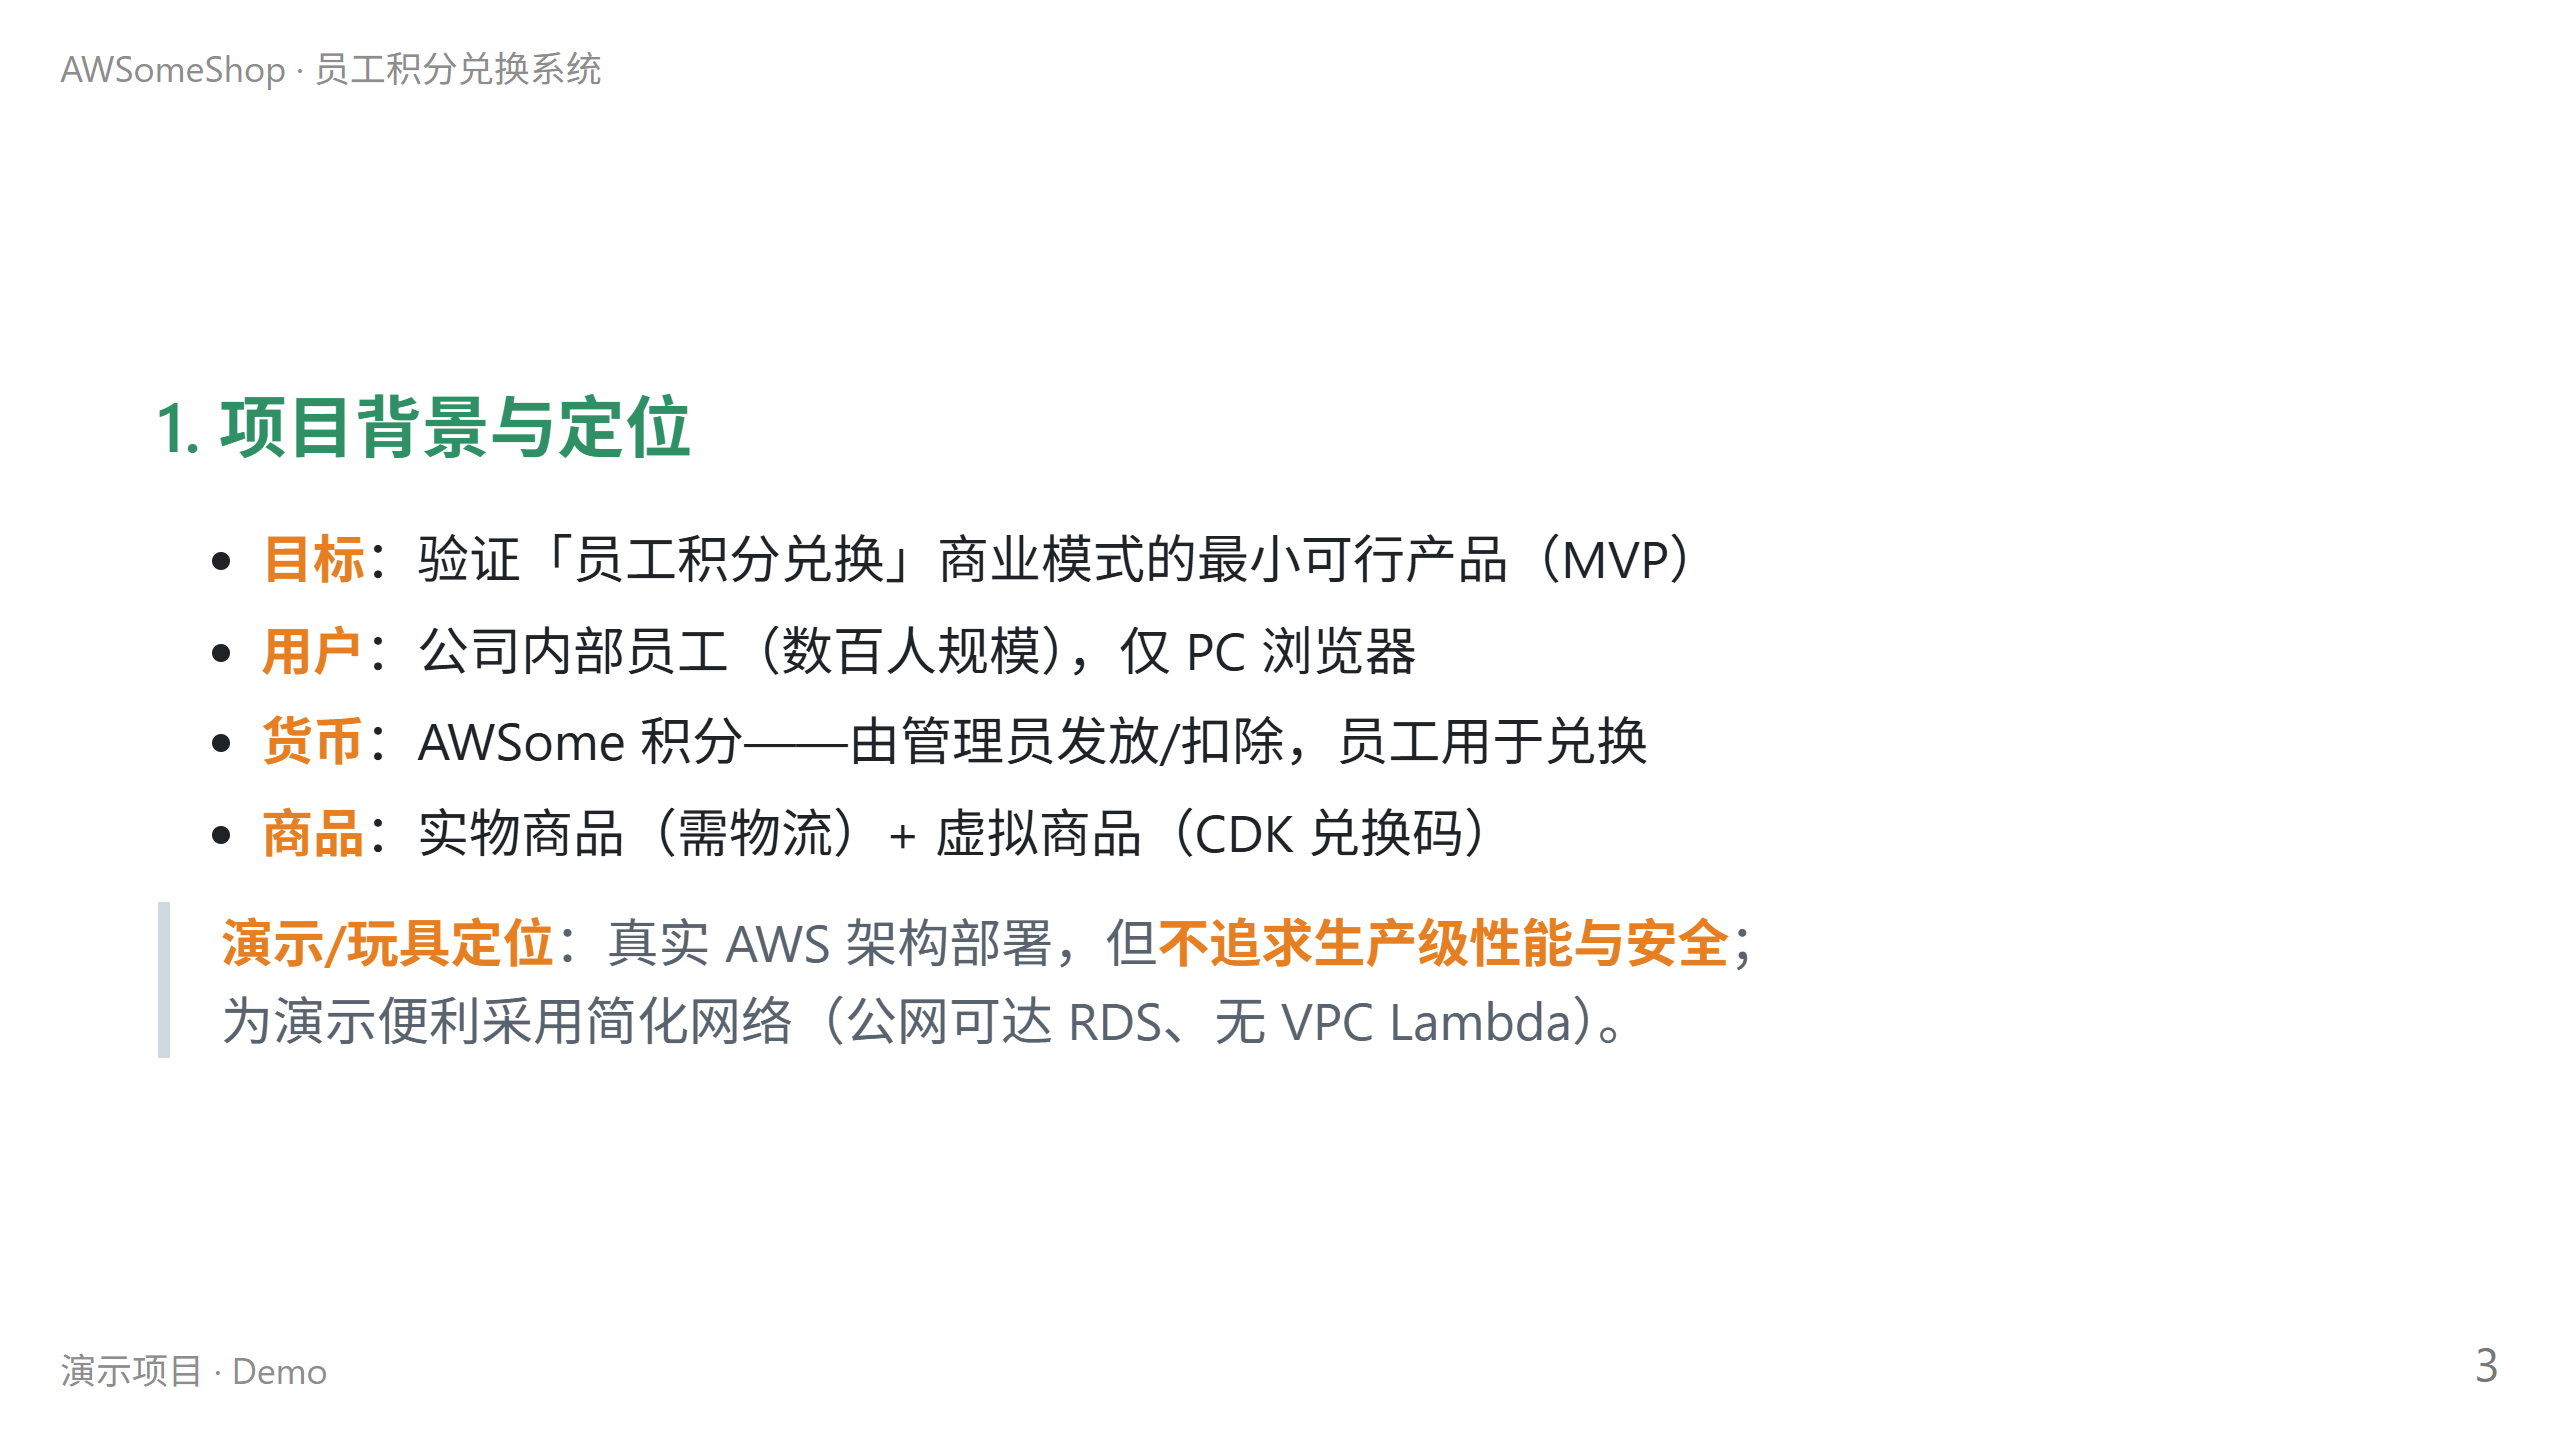 AWSomeShop · 员工积分兑换系统
1. 项目背景与定位
• 目标：验证「员工积分兑换」商业模式的最小可行产品（MVP）
• 用户：公司内部员工（数百人规模），仅 PC 浏览器
• 货币：AWSome 积分——由管理员发放/扣除，员工用于兑换
• 商品：实物商品（需物流）+ 虚拟商品（CDK 兑换码）
演示/玩具定位：真实 AWS 架构部署，但不追求生产级性能与安全；
为演示便利采用简化网络（公网可达 RDS、无 VPC Lambda）。
演示项目 · Demo
3